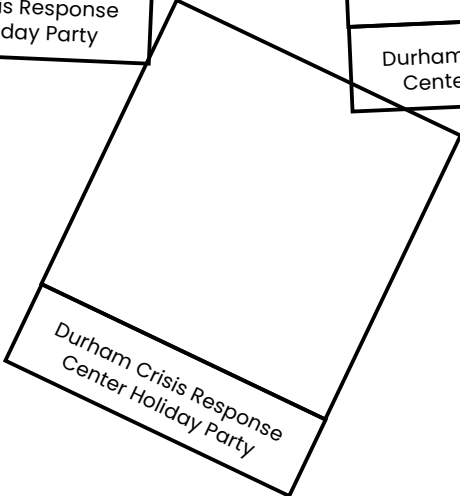 is Response
day Party
Durham
Cente
Durham Crisis Response
Center Holiday Party